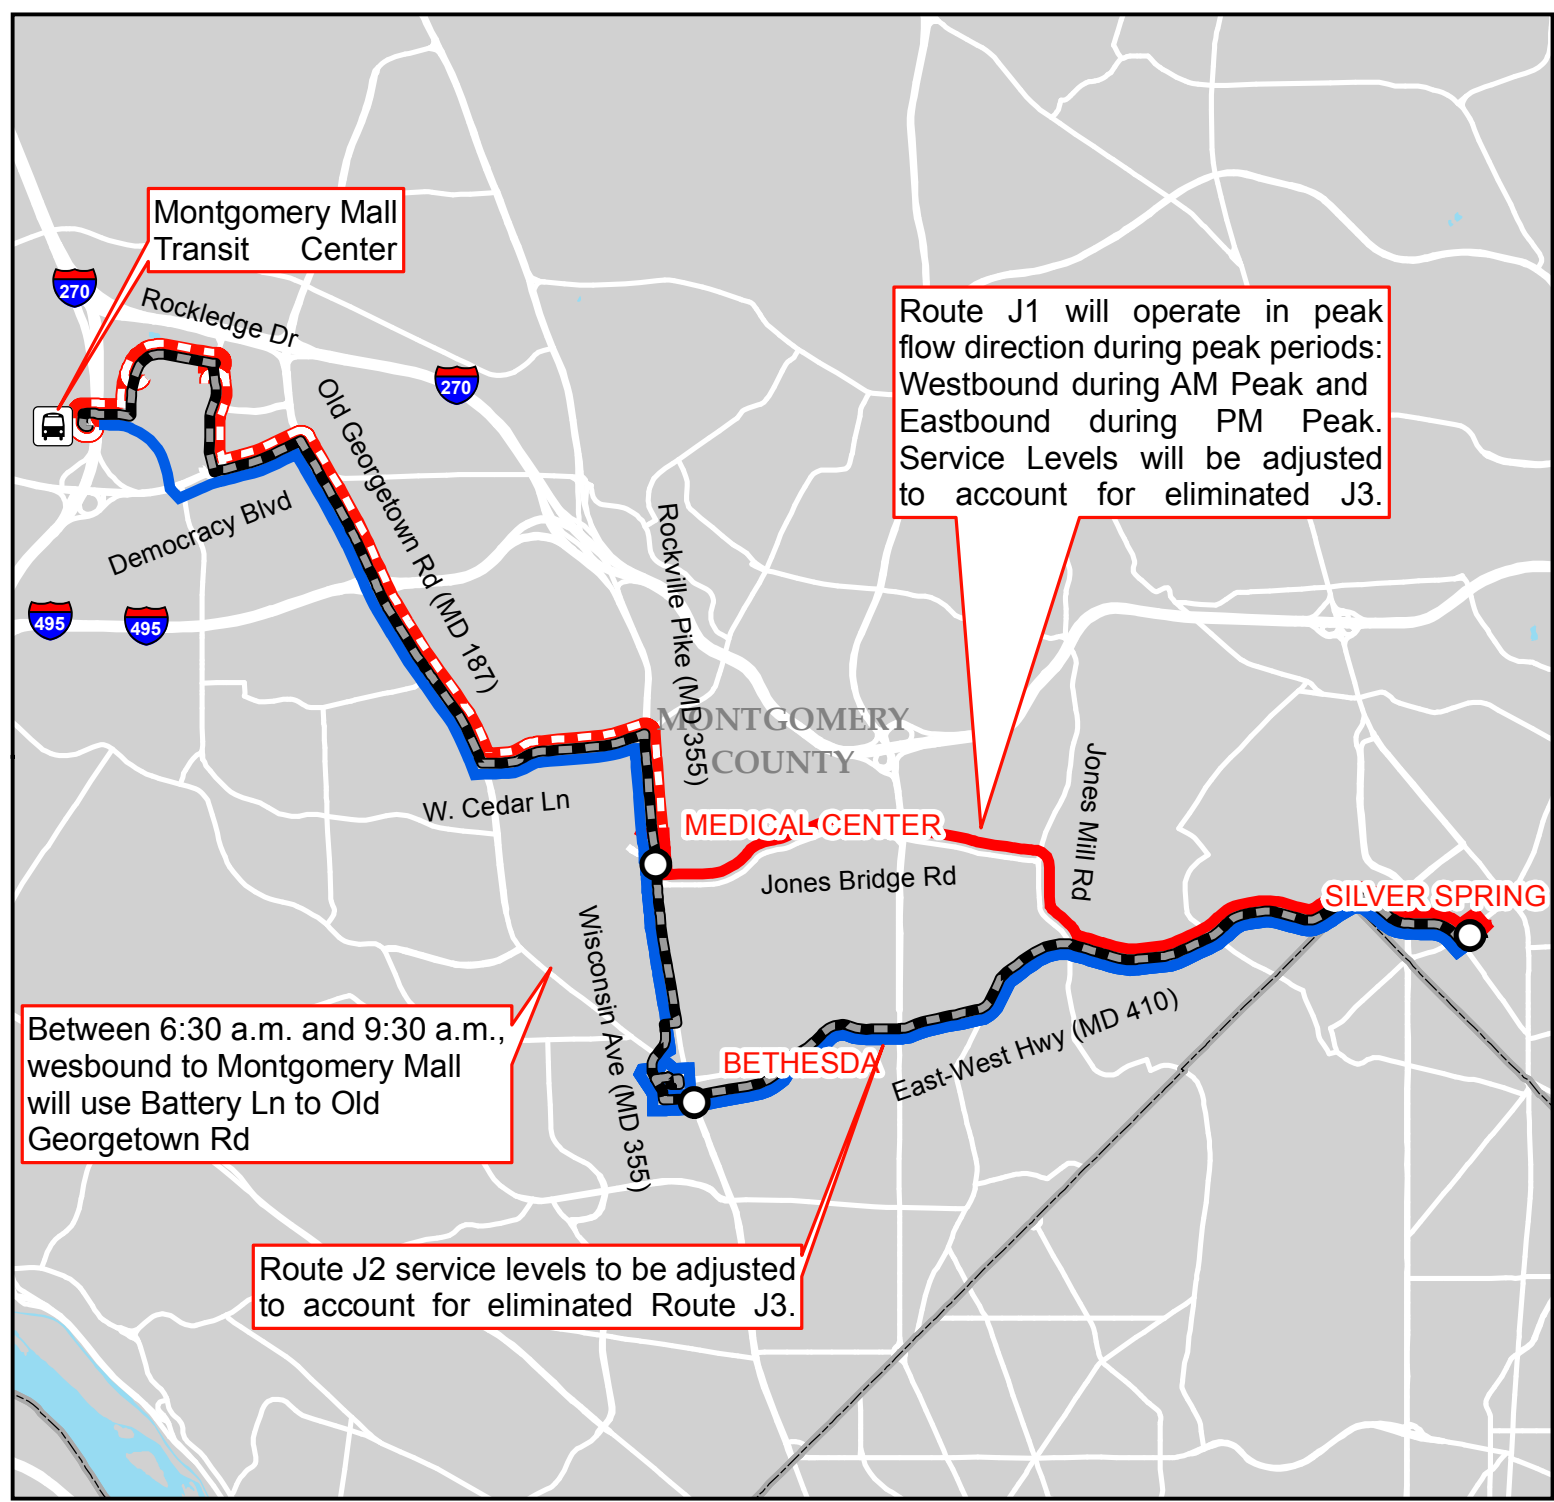 Montgomery Mall
Transit Center
270
Rockledge Dr
270
Old Georgetown Rd (MD 187)
Route J1 will operate in peak
flow direction during peak periods:
Westbound during AM Peak and
Eastbound during PM Peak.
Service Levels will be adjusted
to account for eliminated J3.
Democracy Blvd
Rockville Pike (MD 355)
495
495
MONTGOMERY
COUNTY
W. Cedar Ln
MEDICAL CENTER
Jones Mill Rd
Jones Bridge Rd
SILVER SPRING
Wisconsin Ave (MD 355)
Between 6:30 a.m. and 9:30 a.m.,
wesbound to Montgomery Mall
will use Battery Ln to Old
Georgetown Rd
BETHESDA
East-West Hwy (MD 410)
Route J2 service levels to be adjusted
to account for eliminated Route J3.